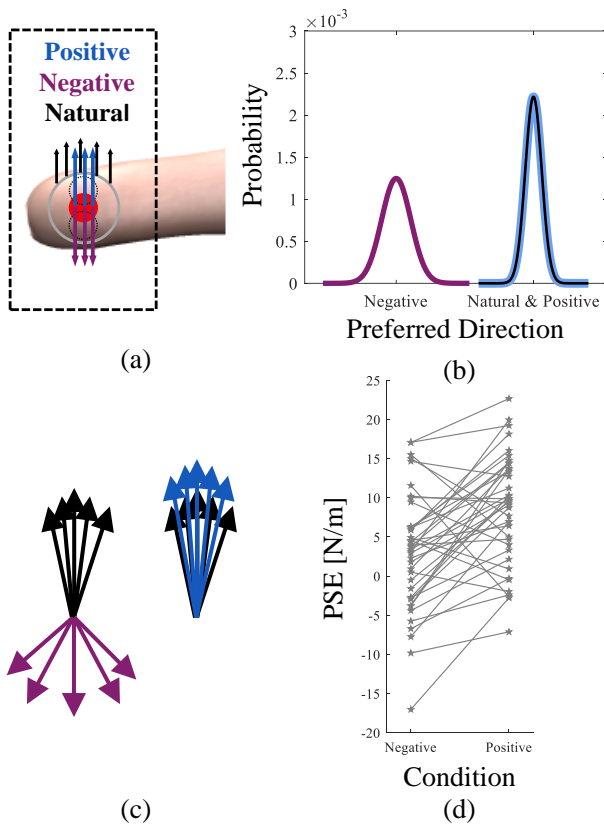 Positive
Negative
Natural
(a)
×10-3
3
2.5
2
1.5
1
0.5
0
Probability
Negative
Natural & Positive
Preferred Direction
(b)
(c)
25
20
15
10
5
0
-5
-10
-15
-20
PSE [N/m]
Negative
Positive
Condition
(d)